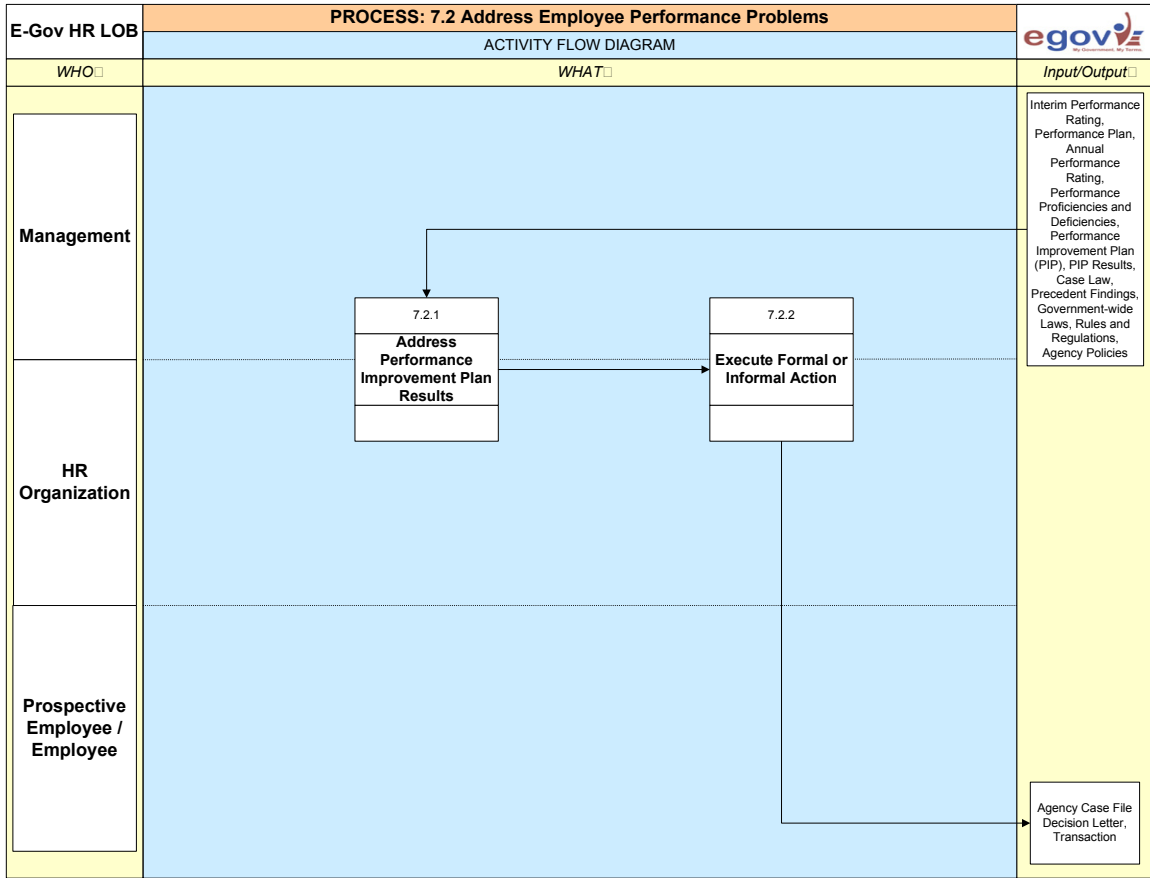 E-Gov HR LOB
PROCESS: 7.2 Address Employee Performance Problems
ACTIVITY FLOW DIAGRAM
egov
My Government. My Terms.
WHO□
WHAT□
Input/Output□
Management
HR
Organization
Prospective
Employee /
Employee
7.2.1
Address
Performance
Improvement Plan
Results
7.2.2
Execute Formal or
Informal Action
Interim Performance
Rating,
Performance Plan,
Annual
Performance
Rating,
Performance
Proficiencies and
Deficiencies,
Performance
Improvement Plan
(PIP), PIP Results,
Case Law,
Precedent Findings,
Government-wide
Laws, Rules and
Regulations,
Agency Policies
Agency Case File
Decision Letter,
Transaction